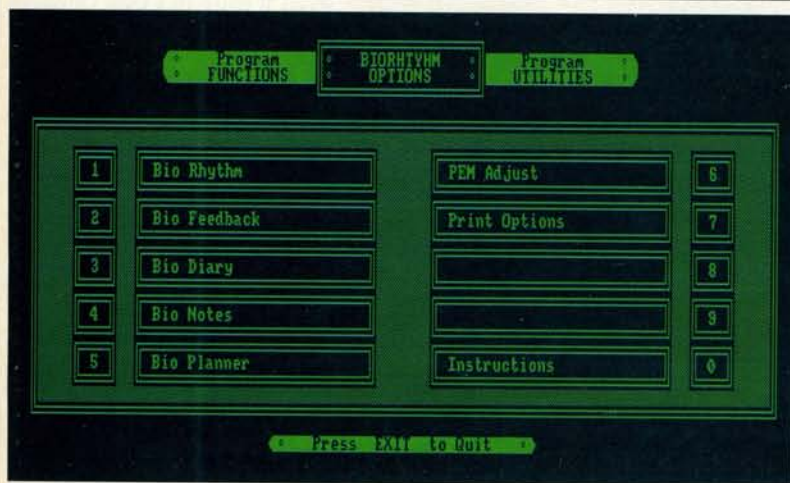 Program
FUNCTIONS
BIORHTYHM
OPTIONS
Program
UTILITIES
1 Bio Rhythm
PEM Adjust 6
2 Bio Feedback
Print Options 7
3 Bio Diary
8
4 Bio Notes
9
5 Bio Planner
Instructions 0
Press EXIT to Quit